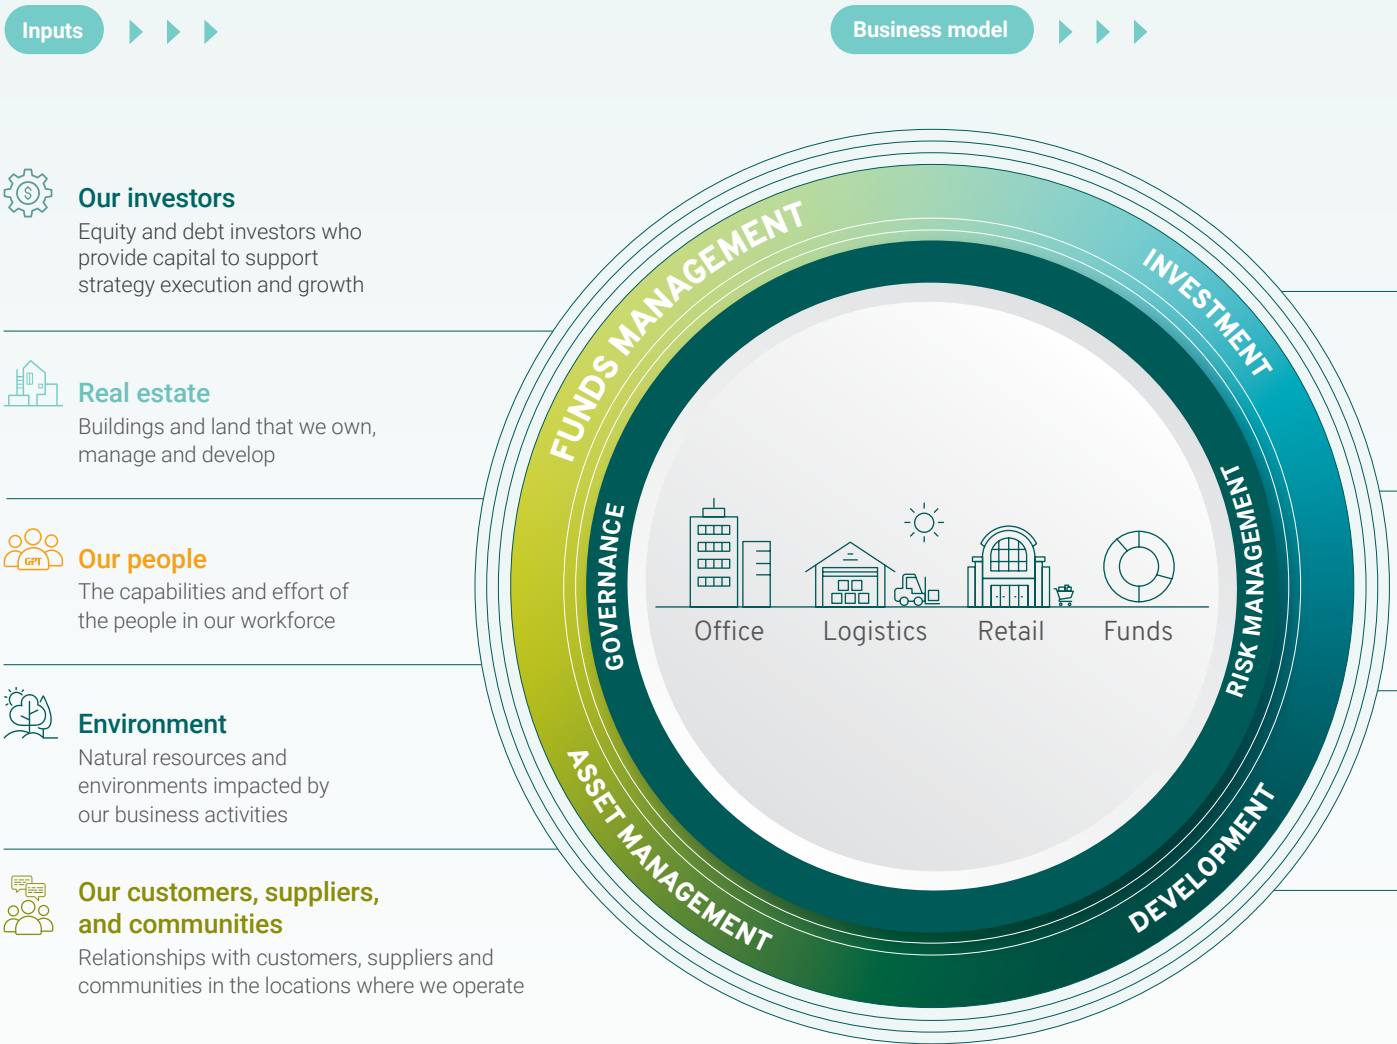 Inputs
Business model
Our investors
Equity and debt investors who
provide capital to support
strategy execution and growth
Real estate
Buildings and land that we own,
manage and develop
GPT
Our people
The capabilities and effort of
the people in our workforce
Environment
Natural resources and
environments impacted by
our business activities
Our customers, suppliers,
and communities
Relationships with customers, suppliers and
communities in the locations where we operate
FUNDS MANAGEMENT
INVESTMENT
GOVERNANCE
RISK MANAGEMENT
Office
Logistics
Retail
Funds
ASSET MANAGEMENT
DEVELOPMENT